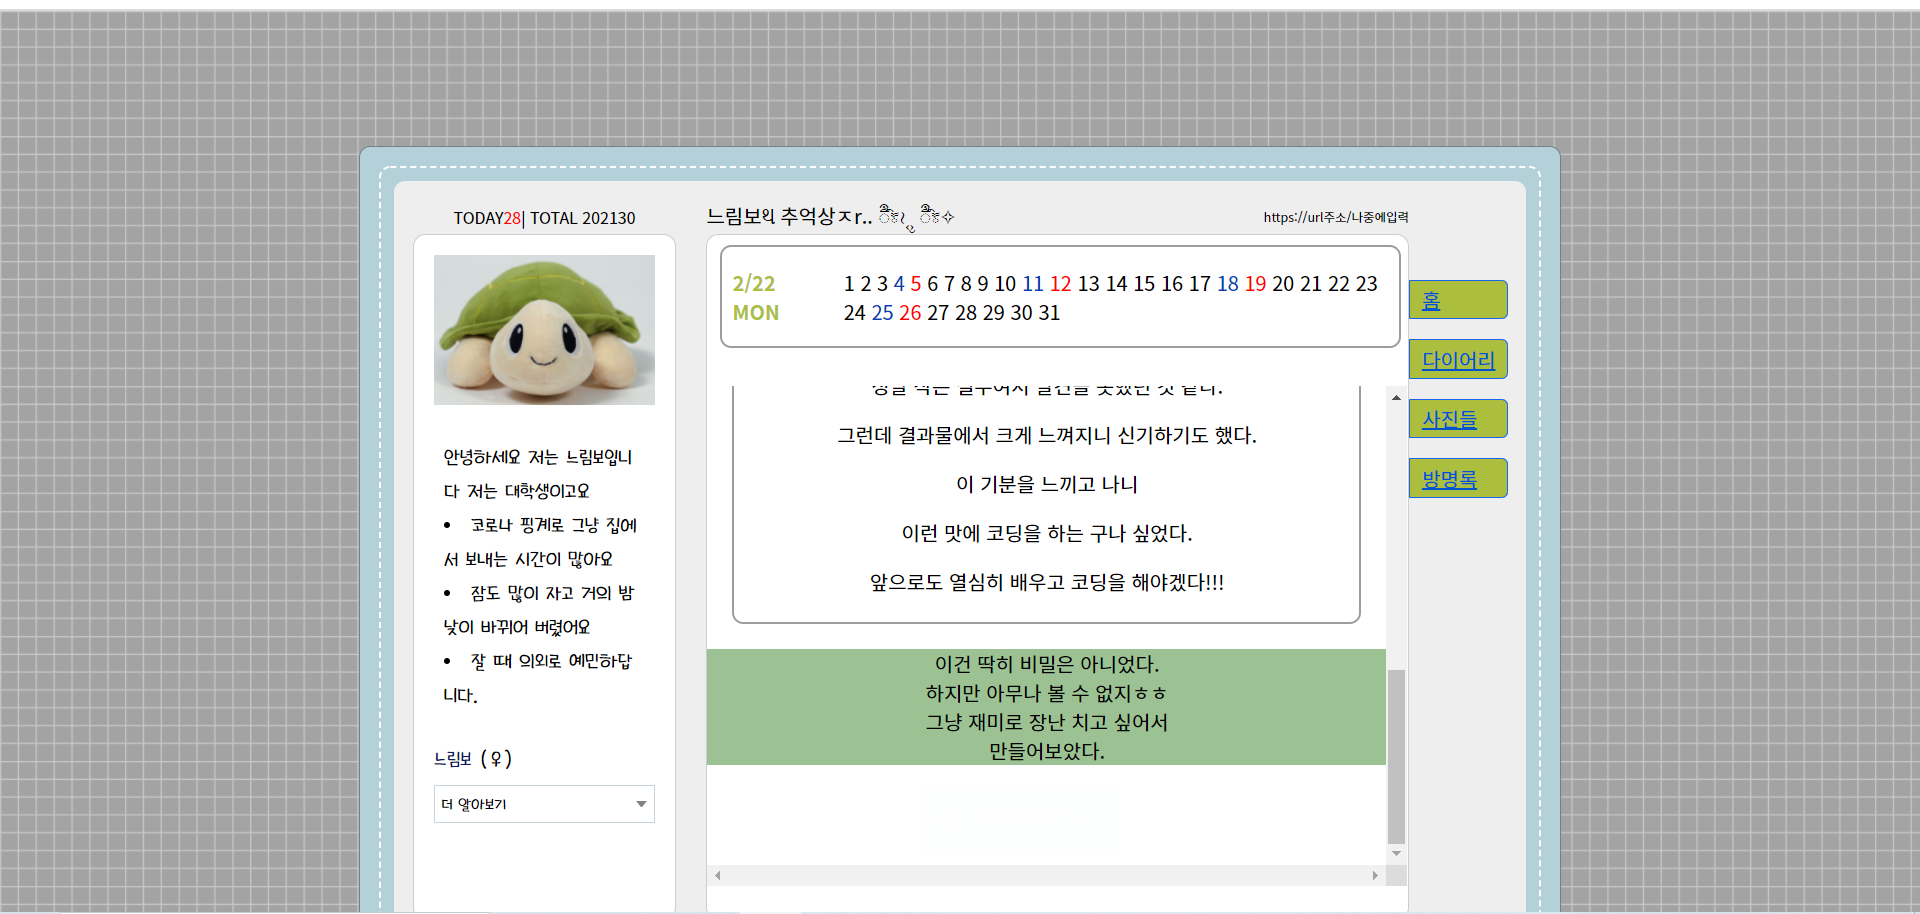 TODAY28| TOTAL 202130
느림보의 추억상ㅈr..
https://url주소/나중에입력
2/22
MON
1 2 3 4 5 6 7 8 9 10 11 12 13 14 15 16 17 18 19 20 21 22 23
24 25 26 27 28 29 30 31
홈
다이어리
사진들
방명록
안녕하세요 저는 느림보입니
다 저는 대학생이고요
• 코로나 핑계로 그냥 집에
서 보내는 시간이 많아요
• 잠도 많이 자고 거의 밤
낮이 바뀌어 버렸어요
• 잘 때 의외로 예민하답
니다.
느림보 (♀)
더 알아보기
그런데 결과물에서 크게 느껴지니 신기하기도 했다.
이 기분을 느끼고 나니
이런 맛에 코딩을 하는 구나 싶었다.
앞으로도 열심히 배우고 코딩을 해야겠다!!!
이건 딱히 비밀은 아니었다.
하지만 아무나 볼 수 없지ㅎㅎ
그냥 재미로 장난 치고 싶어서
만들어보았다.